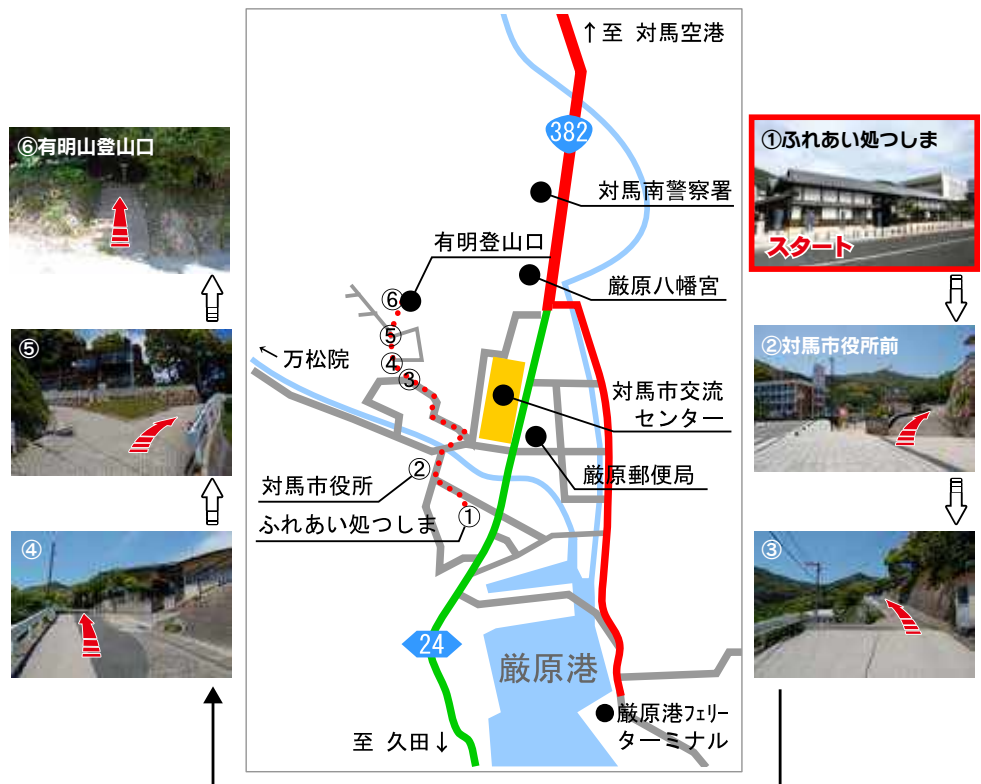 ↑至 対馬空港
382
対馬南警察署
有明登山口
厳原八幡宮
⑥
⑤
④
③
← 万松院
対馬市交流
センター
②
厳原郵便局
対馬市役所
ふれあい処つしま
①
24
厳原港
厳原港フェリー
ターミナル
至 久田↓
①ふれあい処つしま
スタート
②対馬市役所前
③
④
⑤
⑥有明山登山口